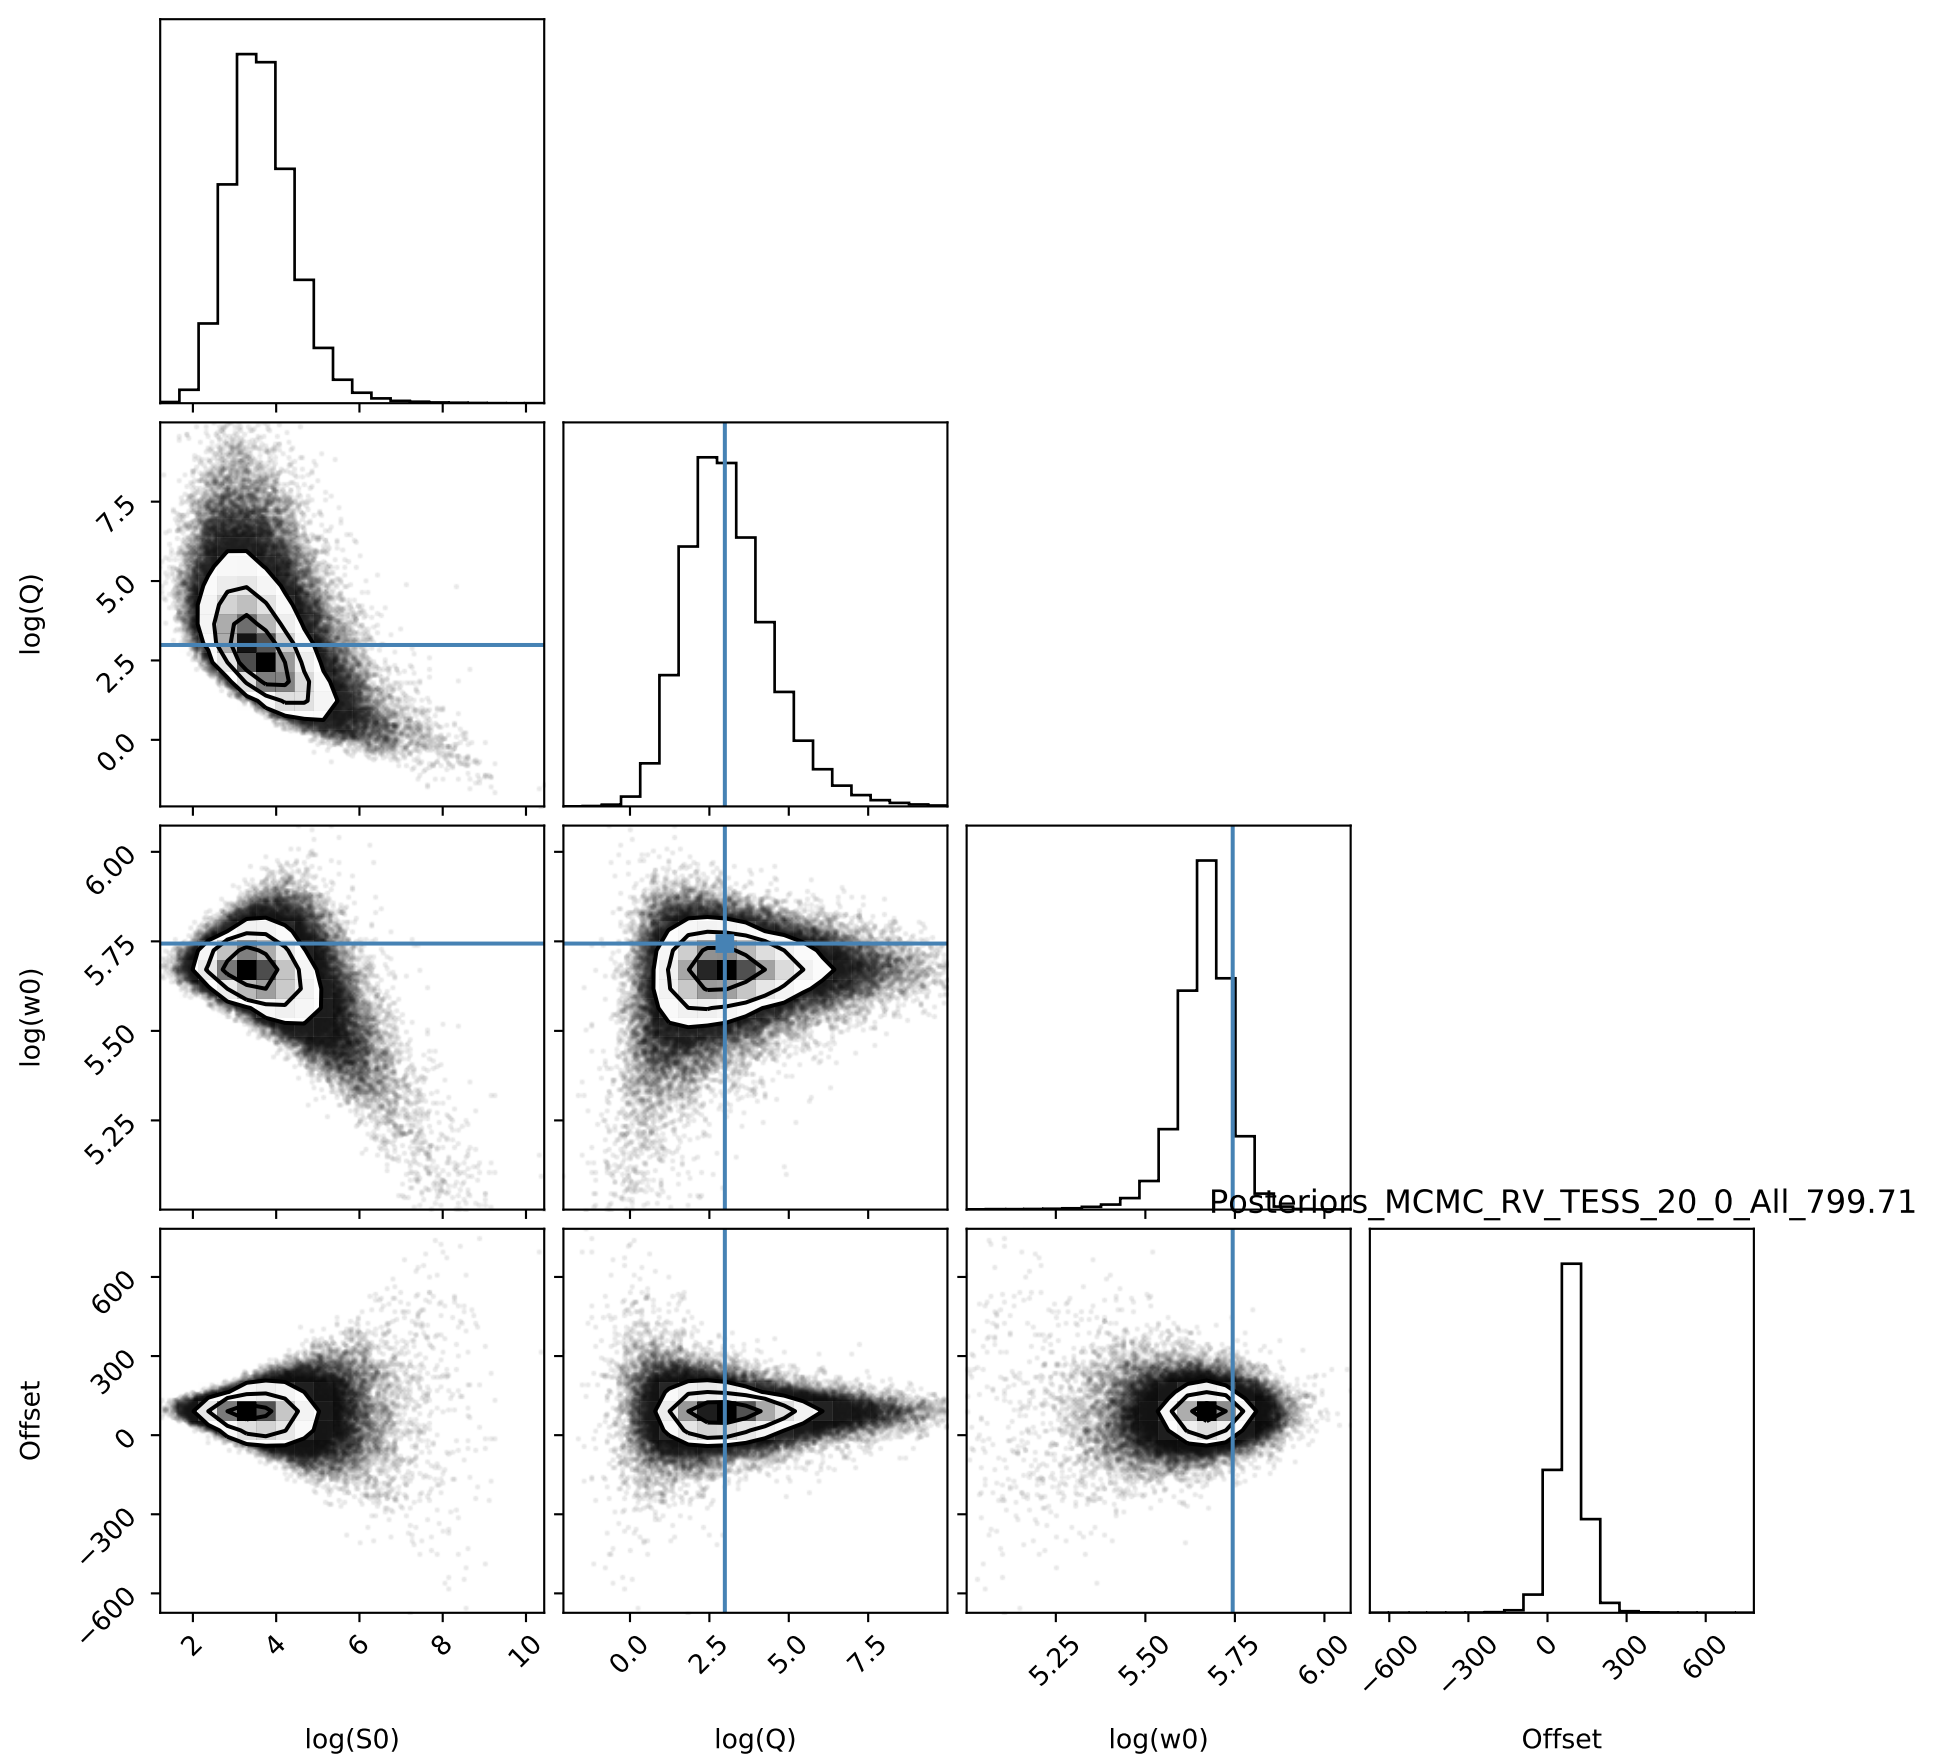 log(Q)
7.5
5.0
2.5
0.0
log(w0)
6.00
5.75
5.50
5.25
Posteriors_MCMC_RV_TESS_20_0_All_799.71
Offset
600
300
0
−300
−600
2 4 6 8 10
0.0 2.5 5.0 7.5
5.25 5.50 5.75 6.00
−600 −300 0 300 600
log(S0) log(Q) log(w0) Offset